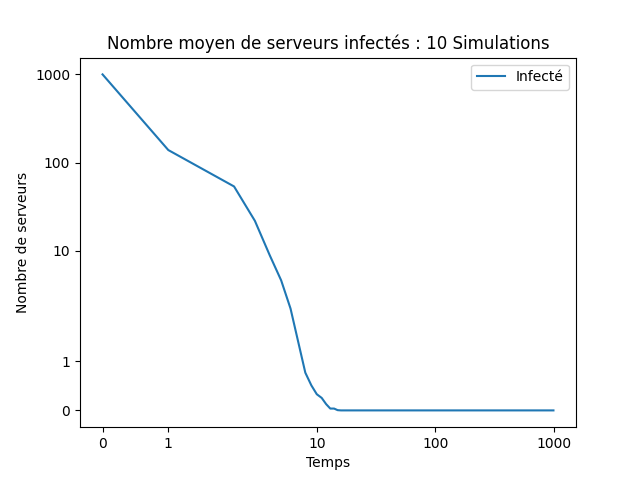 Nombre moyen de serveurs infectés : 10 Simulations
Infecté
Nombre de serveurs
1000
100
10
1
0
0 1 10 100 1000
Temps